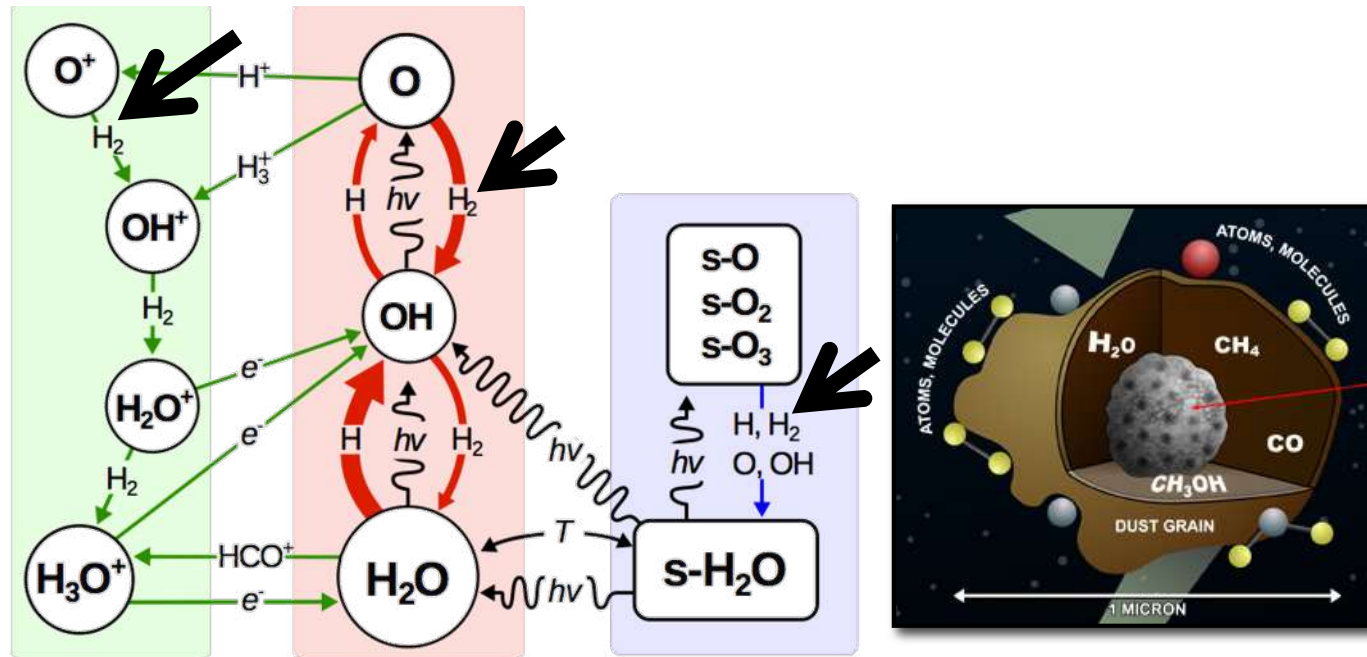 O⁺
H⁺
O
H₂
H₃⁺
H
hν
H₂
OH⁺
H₂
OH
s-O
s-O₂
s-O₃
H₂O⁺
e⁻
e⁻
H₂
H
hν
H₂
hν
hν
H, H₂
O, OH
H₃O⁺
HCO⁺
e⁻
H₂O
T
hν
s-H₂O
ATOMS, MOLECULES
ATOMS, MOLECULES
H₂O
CH₄
CO
CH₃OH
DUST GRAIN
1 MICRON